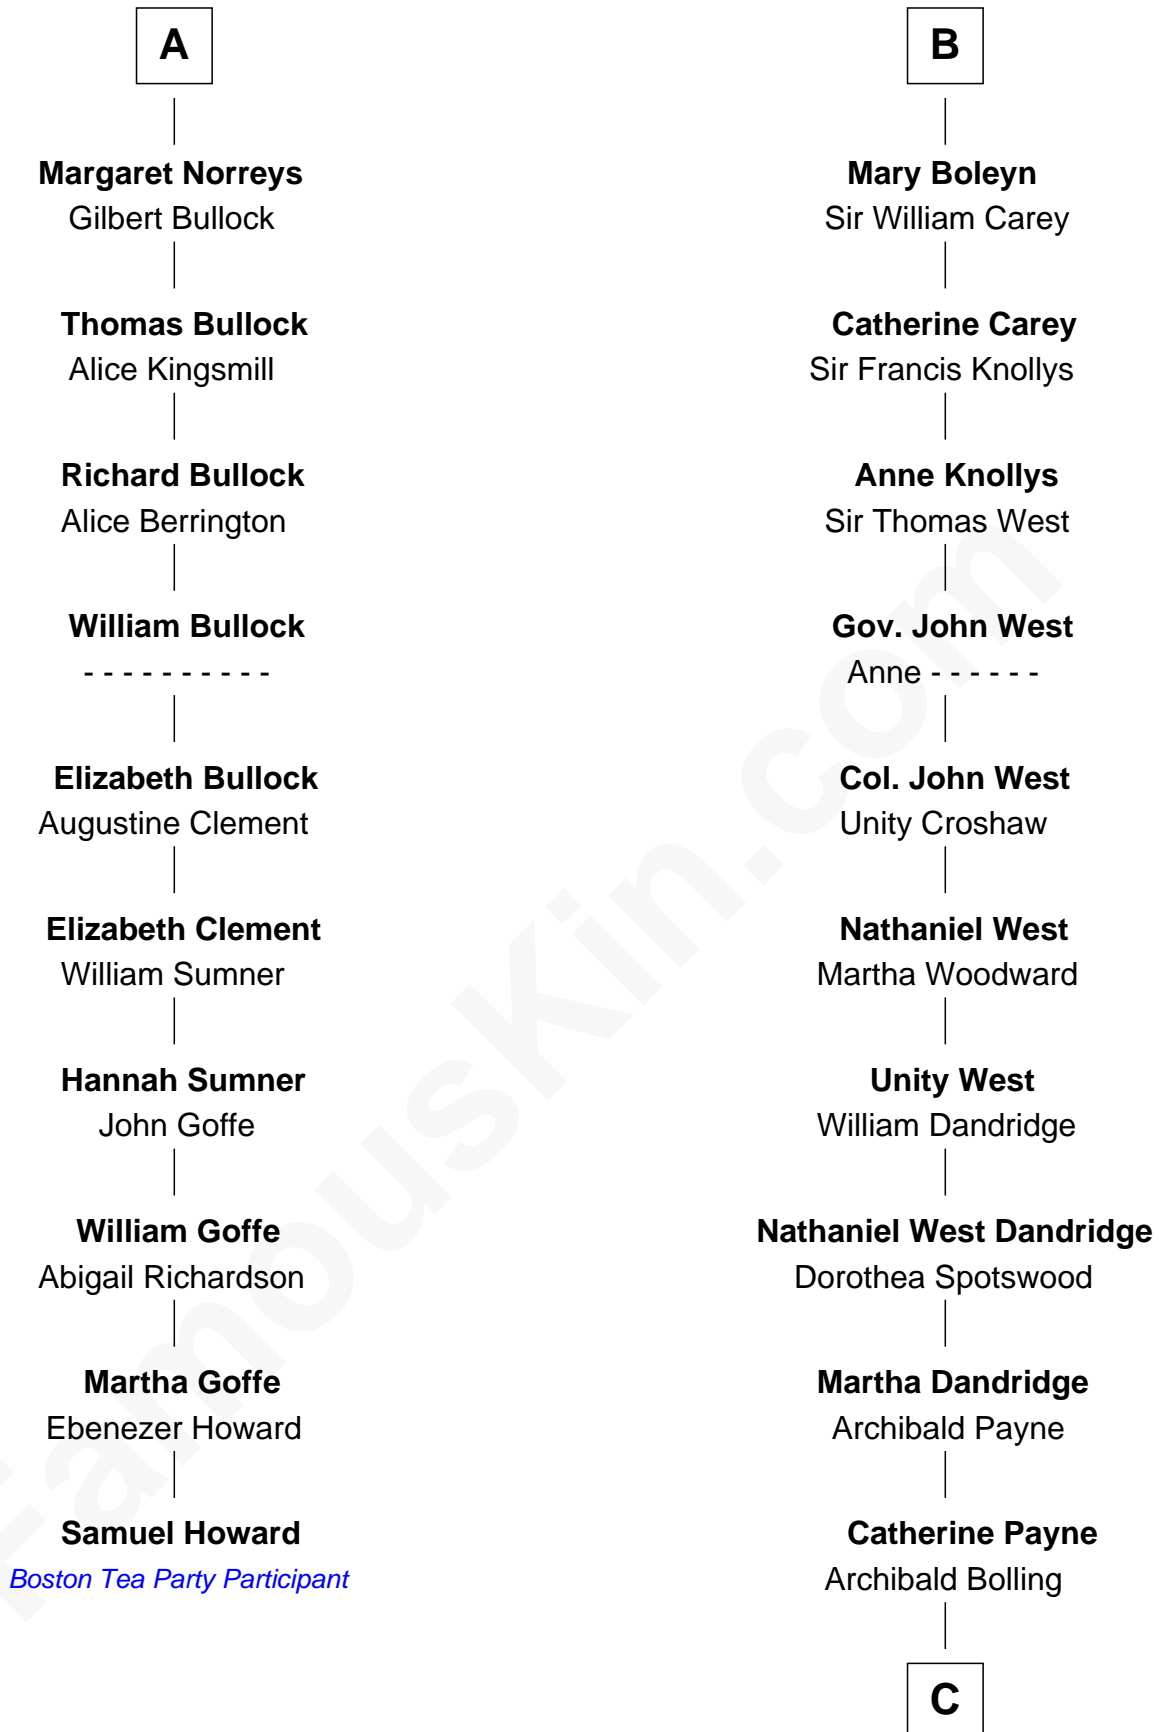 A
Margaret Norreys
Gilbert Bullock
Thomas Bullock
Alice Kingsmill
Richard Bullock
Alice Berrington
William Bullock
- - - - - - - - - -
Elizabeth Bullock
Augustine Clement
Elizabeth Clement
William Sumner
Hannah Sumner
John Goffe
William Goffe
Abigail Richardson
Martha Goffe
Ebenezer Howard
Samuel Howard
Boston Tea Party Participant
B
Mary Boleyn
Sir William Carey
Catherine Carey
Sir Francis Knollys
Anne Knollys
Sir Thomas West
Gov. John West
Anne - - - - - -
Col. John West
Unity Croshaw
Nathaniel West
Martha Woodward
Unity West
William Dandridge
Nathaniel West Dandridge
Dorothea Spotswood
Martha Dandridge
Archibald Payne
Catherine Payne
Archibald Bolling
C
FamousKin.com